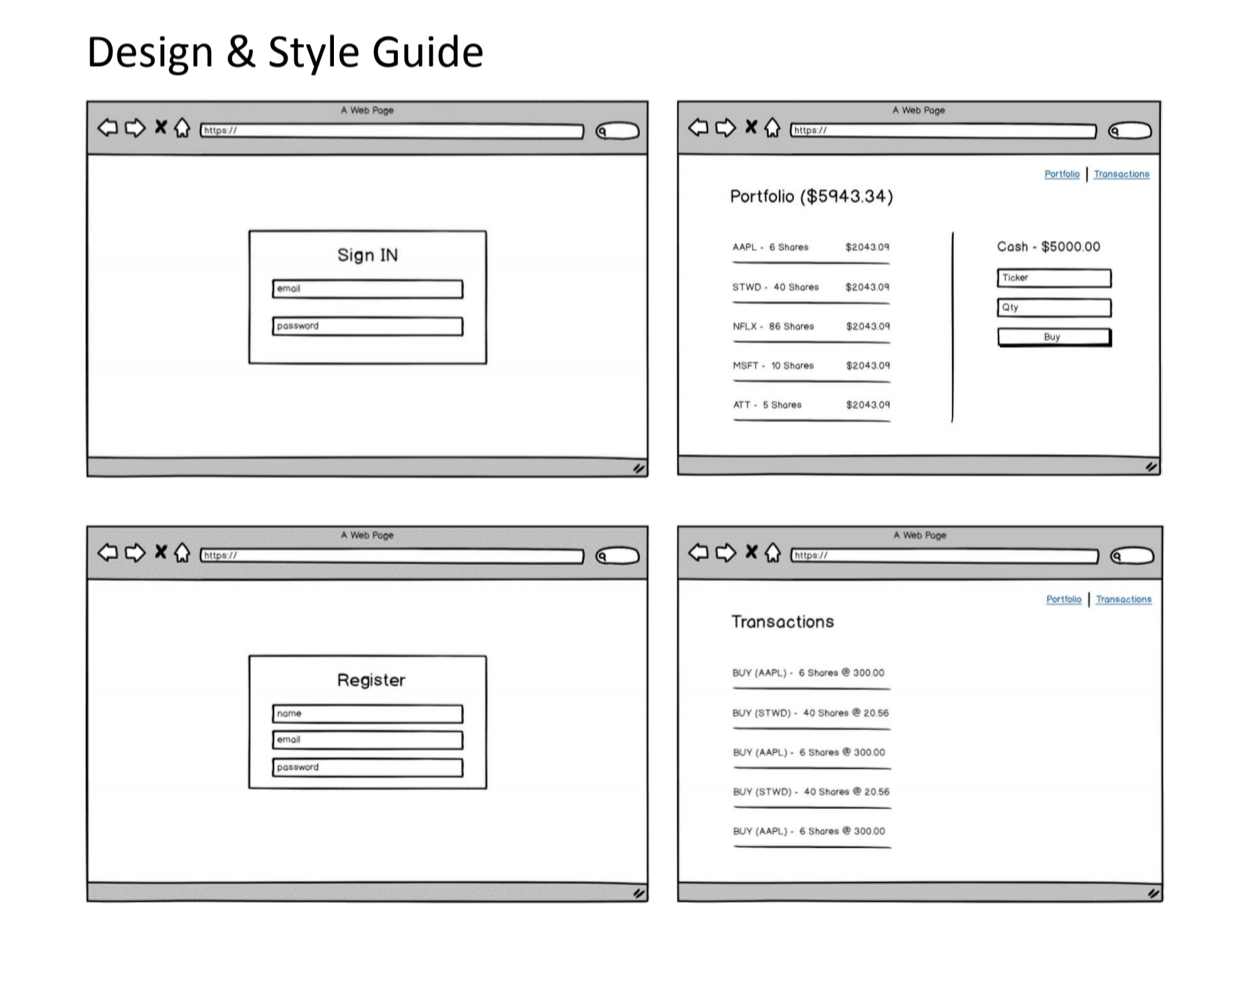 Design & Style Guide
A Web Page
https://
Sign IN
email
password
A Web Page
https://
Portfolio | Transactions
Portfolio ($5943.34)
AAPL - 6 Shares $2043.09
STWD - 40 Shares $2043.09
NFLX - 86 Shares $2043.09
MSFT - 10 Shares $2043.09
ATT - 5 Shares $2043.09
Cash - $5000.00
Ticker
Qty
Buy
A Web Page
https://
Register
name
email
password
A Web Page
https://
Portfolio | Transactions
Transactions
BUY (AAPL) - 6 Shares @ 300.00
BUY (STWD) - 40 Shares @ 20.56
BUY (AAPL) - 6 Shares @ 300.00
BUY (STWD) - 40 Shares @ 20.56
BUY (AAPL) - 6 Shares @ 300.00